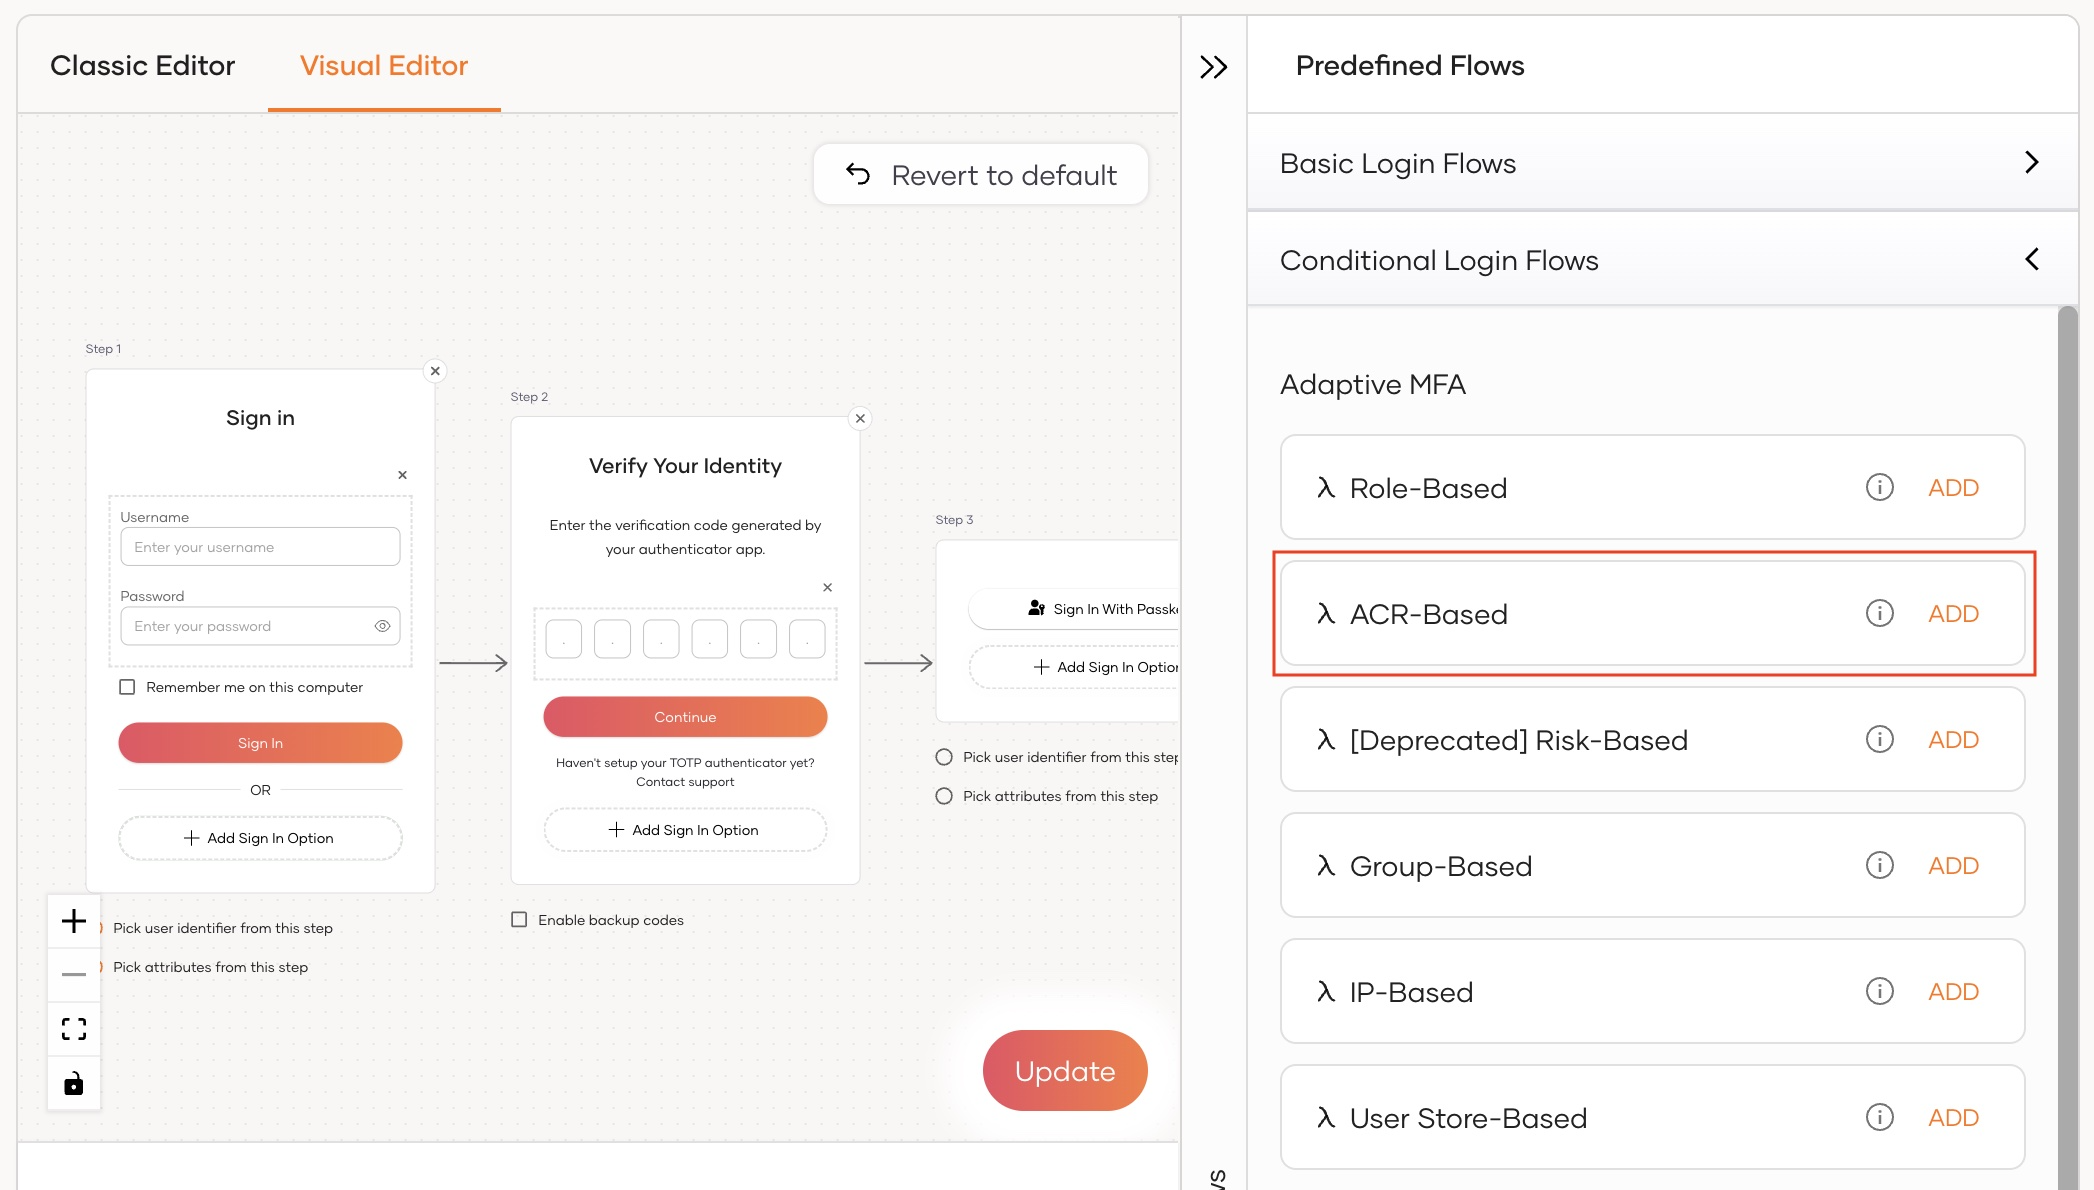 Classic Editor
Visual Editor
Revert to default
Step 1
Sign in
Username
Enter your username
Password
Enter your password
Remember me on this computer
Sign In
OR
Add Sign In Option
Pick user identifier from this step
Pick attributes from this step
Step 2
Verify Your Identity
Enter the verification code generated by
your authenticator app.
Continue
Haven't setup your TOTP authenticator yet?
Contact support
Add Sign In Option
Enable backup codes
Step 3
Sign In With Passke
Add Sign In Option
Pick user identifier from this step
Pick attributes from this step
Update
Predefined Flows
Basic Login Flows
Conditional Login Flows
Adaptive MFA
λ Role-Based
ADD
λ ACR-Based
ADD
λ [Deprecated] Risk-Based
ADD
λ Group-Based
ADD
λ IP-Based
ADD
λ User Store-Based
ADD